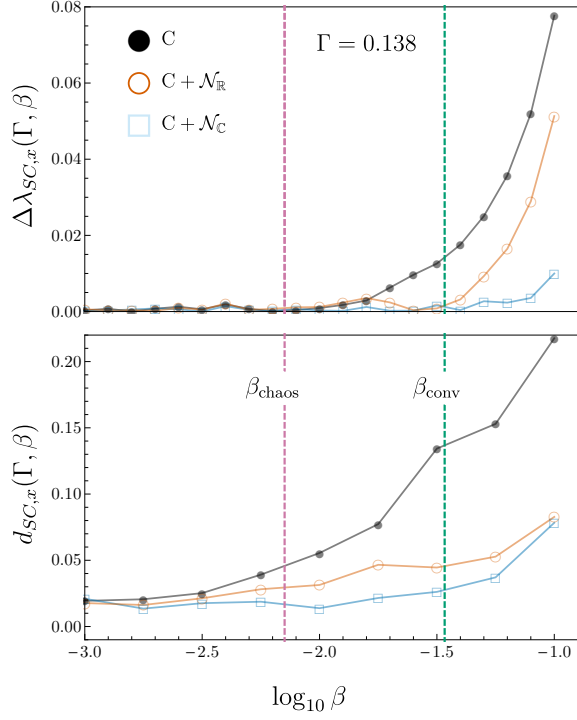 0.08
0.06
0.04
0.02
0.00
Δλ_{SC,x}(Γ, β)
C
C + 𝒩_ℝ
C + 𝒩_ℂ
Γ = 0.138
0.20
0.15
0.10
0.05
0.00
d_{SC,x}(Γ, β)
β_chaos
β_conv
-3.0
-2.5
-2.0
-1.5
-1.0
log₁₀ β